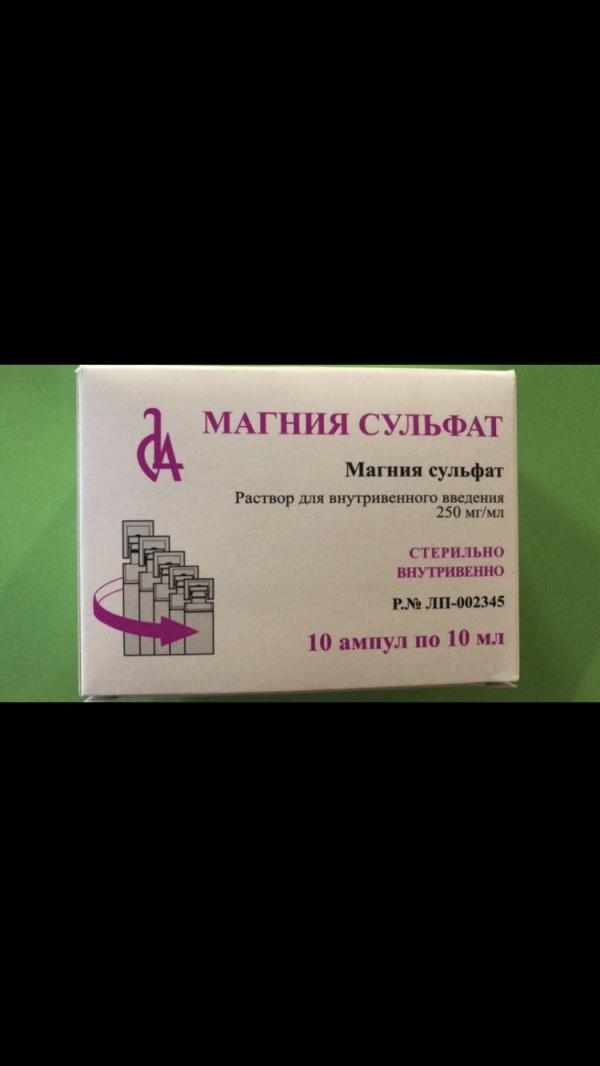 МАГНИЯ СУЛЬФАТ
Магния сульфат
Раствор для внутривенного введения
250 мг/мл
СТЕРИЛЬНО
ВНУТРИВЕННО
Р.№ ЛП-002345
10 ампул по 10 мл